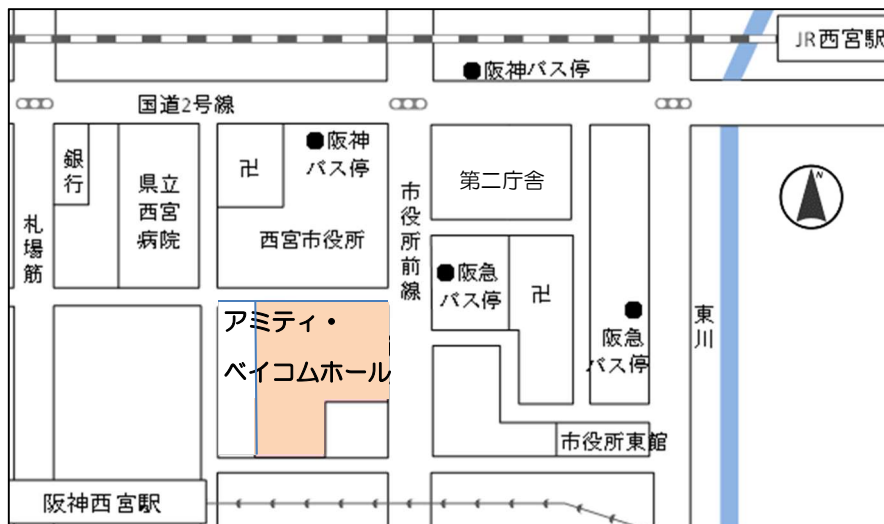 JR西宮駅
阪神バス停
国道2号線
銀行
県立
西宮
病院
卍
阪神
バス停
西宮市役所
札場筋
市役所前線
第二庁舎
阪急
バス停
卍
阪急
バス停
東川
N
アミティ・
ベイコムホール
市役所東館
阪神西宮駅